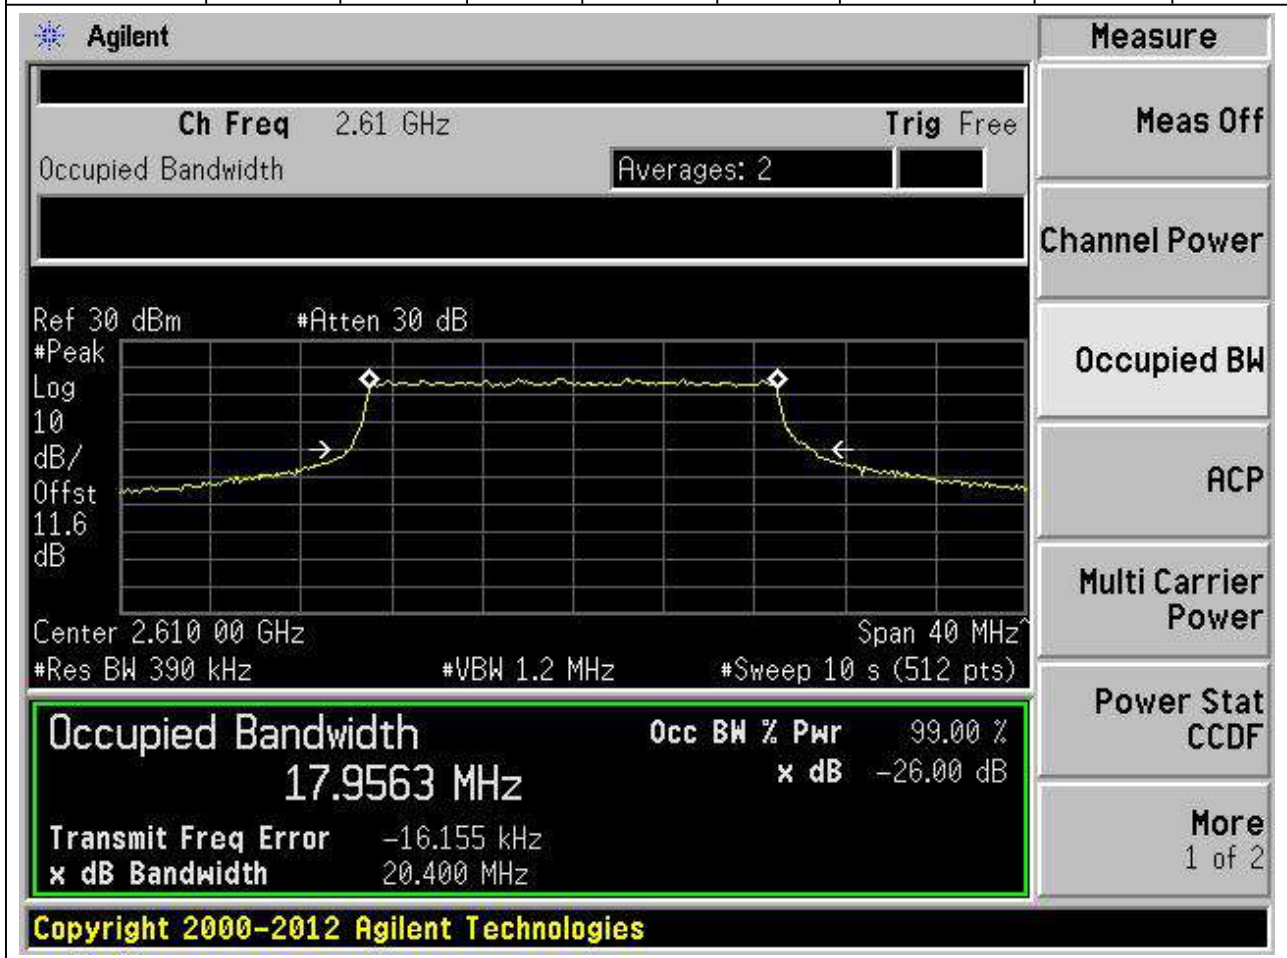 Agilent
Measure
Ch Freq 2.61 GHz Trig Free
Occupied Bandwidth Averages: 2
Ref 30 dBm #Atten 30 dB
#Peak
Log
10
dB/
Offst
11.6
dB
Center 2.610 00 GHz Span 40 MHz^
#Res BW 390 kHz #VBW 1.2 MHz #Sweep 10 s (512 pts)
Occupied Bandwidth
17.9563 MHz
Occ BW % Pwr 99.00 %
x dB -26.00 dB
Transmit Freq Error -16.155 kHz
x dB Bandwidth 20.400 MHz
Copyright 2000-2012 Agilent Technologies
Meas Off
Channel Power
Occupied BW
ACP
Multi Carrier
Power
Power Stat
CCDF
More
1 of 2